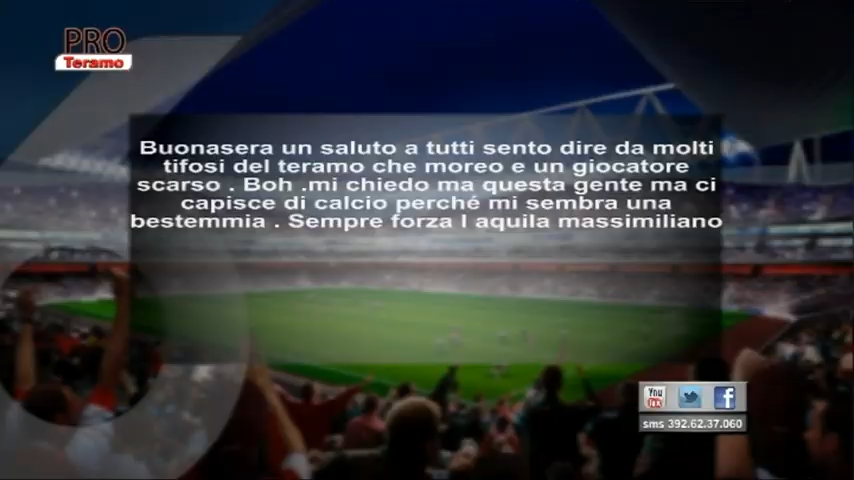 PRO
Teramo
Buonasera un saluto a tutti sento dire da molti
tifosi del teramo che moreo e un giocatore
scarso . Boh .mi chiedo ma questa gente ma ci
capisce di calcio perché mi sembra una
bestemmia . Sempre forza l aquila massimiliano
You
f
sms 392.62.37.060